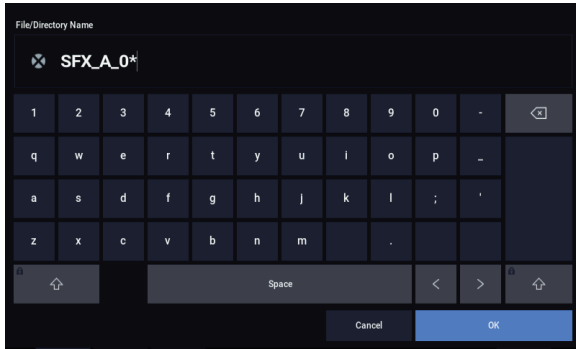 File/Directory Name
SFX_A_0*
1 2 3 4 5 6 7 8 9 0 -
q w e r t y u i o p _
a s d f g h j k l ; '
z x c v b n m .
Space < >
Cancel OK